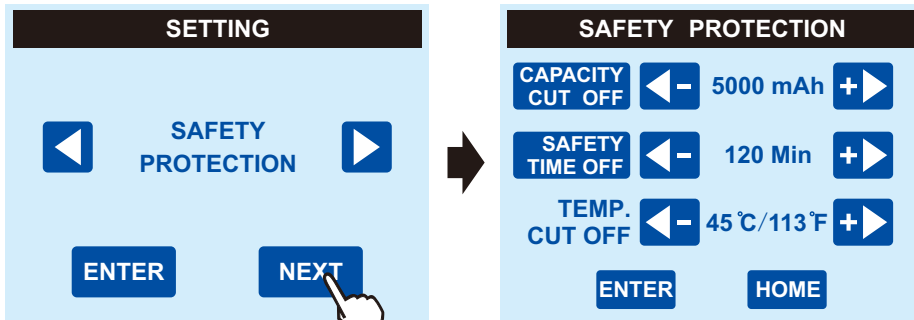 SETTING
SAFETY
PROTECTION
ENTER
NEXT
SAFETY PROTECTION
CAPACITY
CUT OFF
- 5000 mAh +
SAFETY
TIME OFF
- 120 Min +
TEMP.
CUT OFF
- 45℃/113℉ +
ENTER
HOME